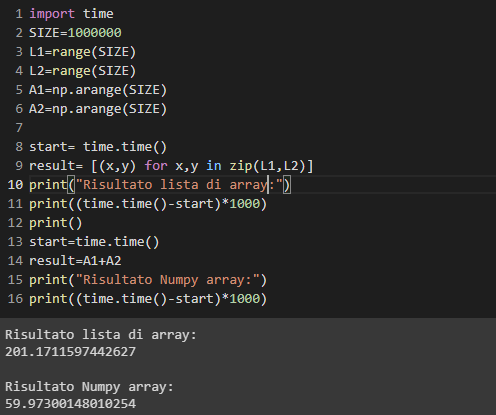 1 import time
2 SIZE=1000000
3 L1=range(SIZE)
4 L2=range(SIZE)
5 A1=np.arange(SIZE)
6 A2=np.arange(SIZE)
7
8 start= time.time()
9 result= [(x,y) for x,y in zip(L1,L2)]
10 print("Risultato lista di array:")
11 print((time.time()-start)*1000)
12 print()
13 start=time.time()
14 result=A1+A2
15 print("Risultato Numpy array:")
16 print((time.time()-start)*1000)
Risultato lista di array:
201.1711597442627
Risultato Numpy array:
59.97300148010254